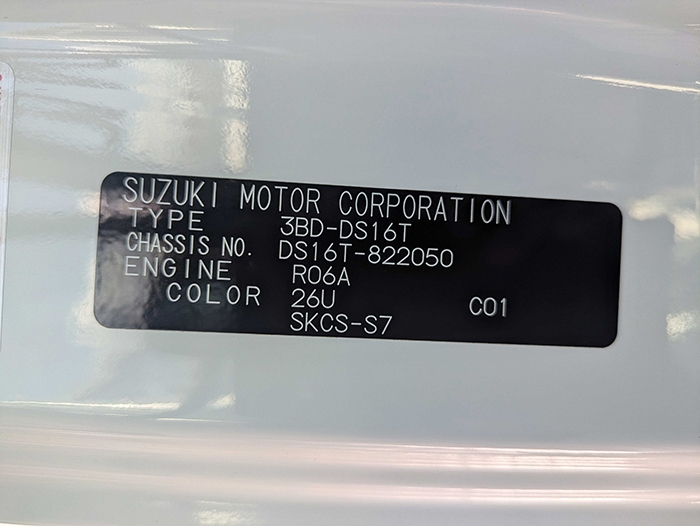 SUZUKI MOTOR CORPORATION
TYPE 3BD-DS16T
CHASSIS NO. DS16T-822050
ENGINE R06A
COLOR 26U C01
SKCS-S7